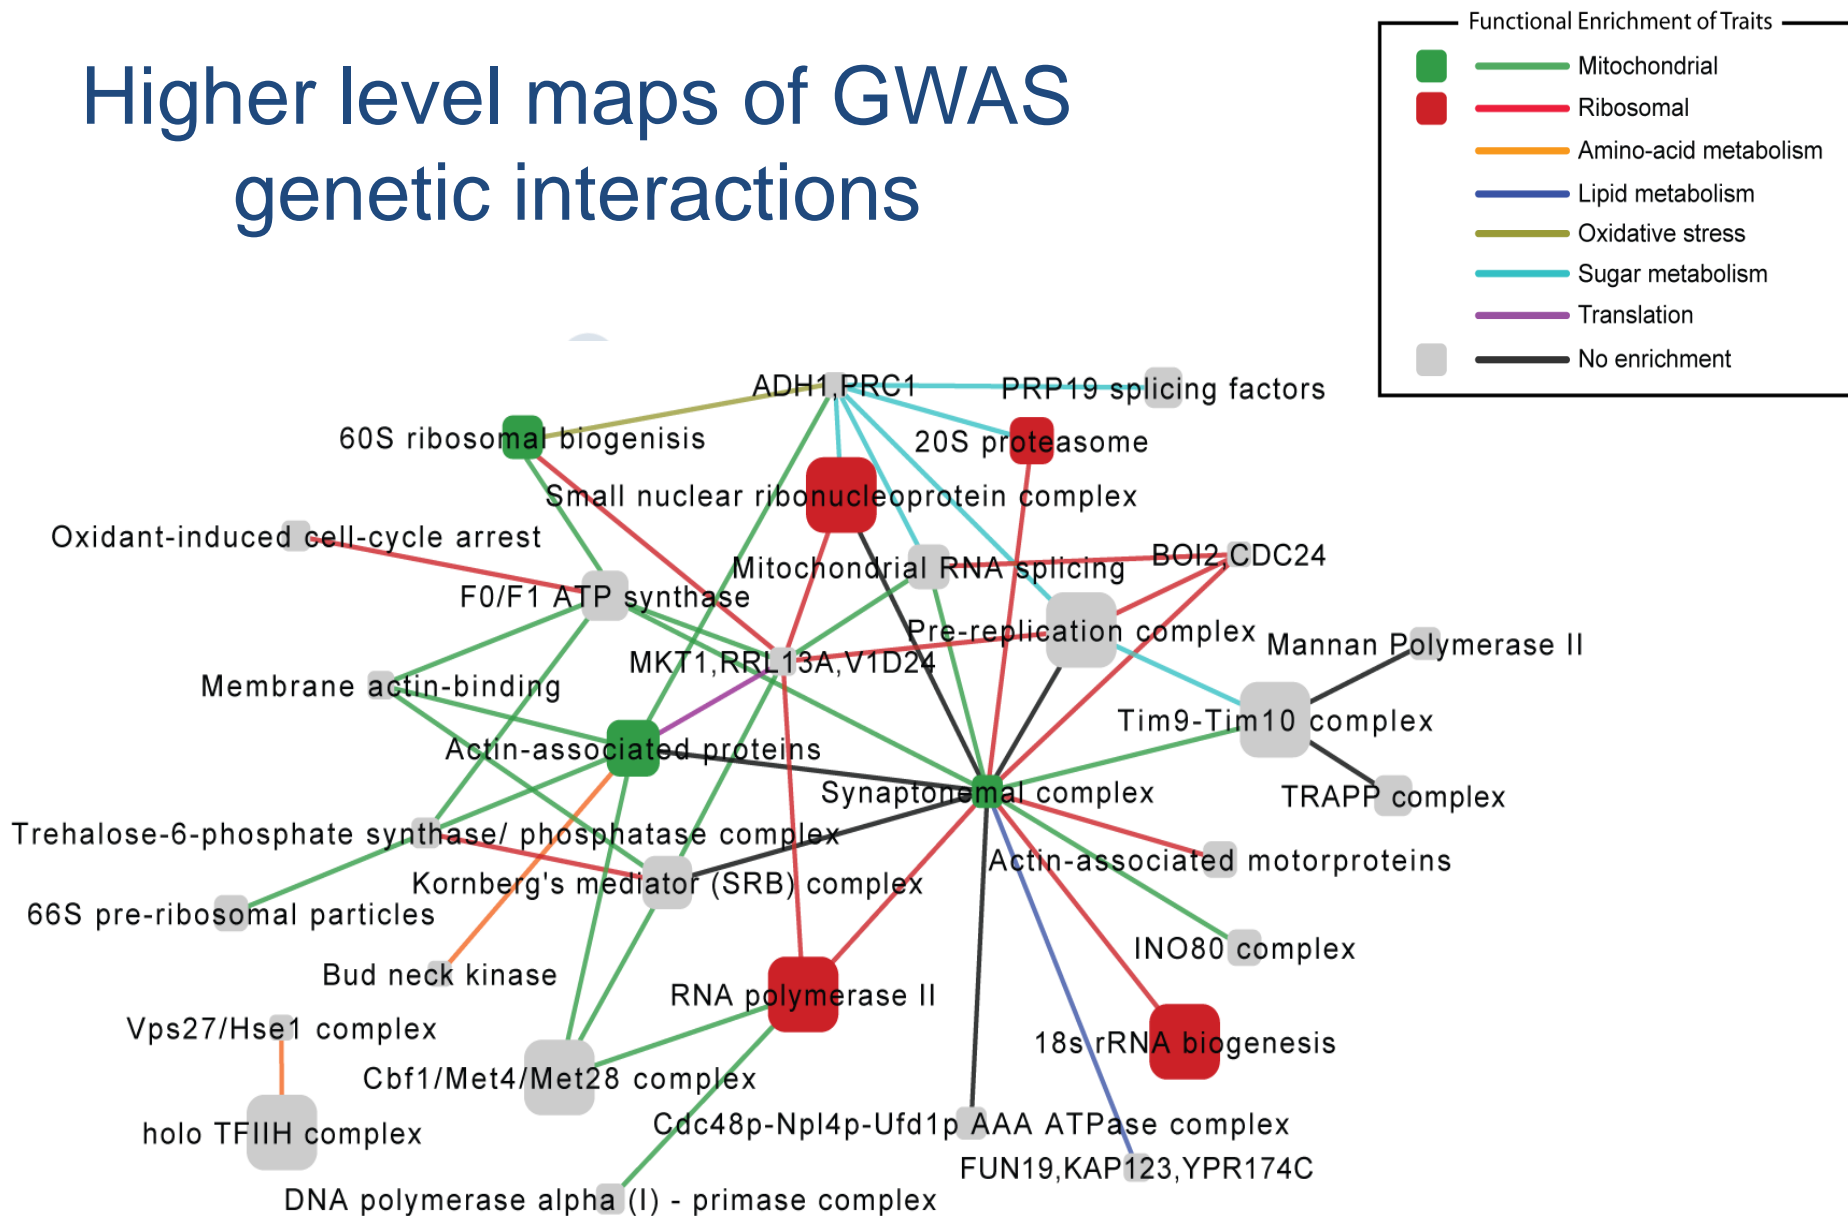 Higher level maps of GWAS
genetic interactions
Functional Enrichment of Traits
Mitochondrial
Ribosomal
Amino-acid metabolism
Lipid metabolism
Oxidative stress
Sugar metabolism
Translation
No enrichment
ADH1,PRC1
PRP19 splicing factors
60S ribosomal biogenisis
20S proteasome
Small nuclear ribonucleoprotein complex
Oxidant-induced cell-cycle arrest
BOI2,CDC24
Mitochondrial RNA splicing
F0/F1 ATP synthase
Pre-replication complex
Mannan Polymerase II
MKT1,RRL13A,V1D24
Membrane actin-binding
Tim9-Tim10 complex
Actin-associated proteins
Synaptonemal complex
TRAPP complex
Trehalose-6-phosphate synthase/ phosphatase complex
Actin-associated motorproteins
Kornberg's mediator (SRB) complex
66S pre-ribosomal particles
INO80 complex
Bud neck kinase
RNA polymerase II
Vps27/Hse1 complex
18s rRNA biogenesis
Cbf1/Met4/Met28 complex
Cdc48p-Npl4p-Ufd1p AAA ATPase complex
holo TFIIH complex
FUN19,KAP123,YPR174C
DNA polymerase alpha (I) - primase complex